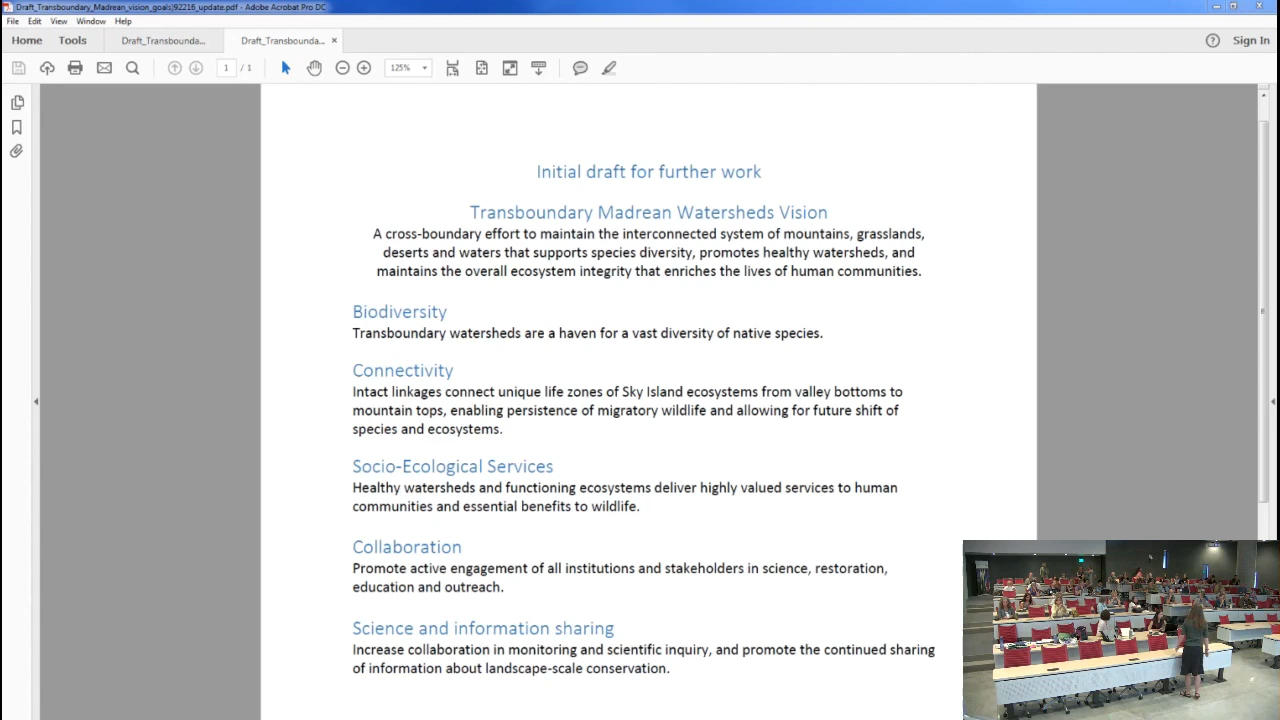 Draft_Transboundary_Madrean_vision_goals)92216_update.pdf - Adobe Acrobat Pro DC
File Edit View Window Help
Home Tools Draft_Transbounda... Draft_Transbounda... × Sign In
1 / 1 125%
Initial draft for further work
Transboundary Madrean Watersheds Vision
A cross-boundary effort to maintain the interconnected system of mountains, grasslands,
deserts and waters that supports species diversity, promotes healthy watersheds, and
maintains the overall ecosystem integrity that enriches the lives of human communities.
Biodiversity
Transboundary watersheds are a haven for a vast diversity of native species.
Connectivity
Intact linkages connect unique life zones of Sky Island ecosystems from valley bottoms to
mountain tops, enabling persistence of migratory wildlife and allowing for future shift of
species and ecosystems.
Socio-Ecological Services
Healthy watersheds and functioning ecosystems deliver highly valued services to human
communities and essential benefits to wildlife.
Collaboration
Promote active engagement of all institutions and stakeholders in science, restoration,
education and outreach.
Science and information sharing
Increase collaboration in monitoring and scientific inquiry, and promote the continued sharing
of information about landscape-scale conservation.